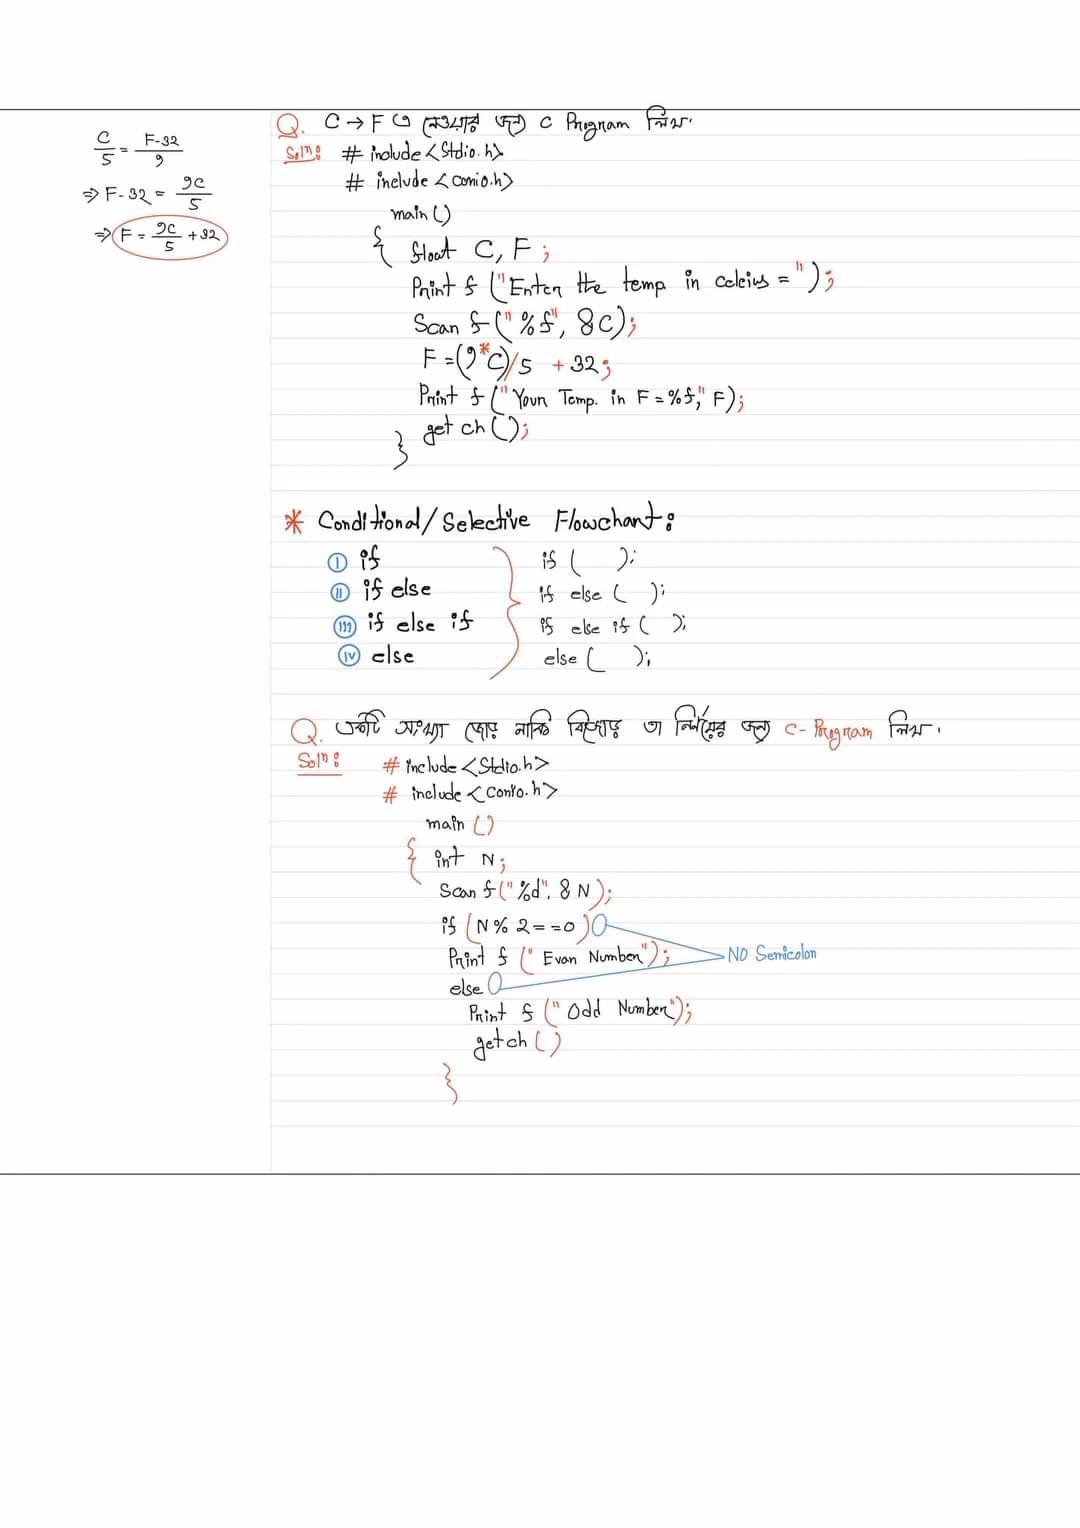 C/5 = F-32/9
⇒ F-32 = 9C/5
⇒ F = 9C/5 + 32
Q. C → F এ নেওয়ার জন্য C Program লিখ.
Solⁿ: # include <Stdio.h>
# include <conio.h>
main ()
{ float C, F ;
Print f ("Enter the temp in celcius = ");
Scan f (" %f", &C);
F = (9*C)/5 + 32;
Print f ("Your Temp. in F = %f," F);
get ch ();
}
* Conditional/Selective Flowchart:
(i) if if ( );
(ii) if else if else ( );
(iii) if else if if else if ( );
(iv) else else ( );
Q. একটি সংখ্যা জোড় নাকি বিজোড় তা নির্ণয়ের জন্য C- Program লিখ.
Solⁿ: # include <Stdio.h>
# include <conio.h>
main ()
{ int N;
Scan f ("%d", & N);
if (N % 2 = = 0)
Print f (" Evan Number");
NO Semicolon
else
Print f (" Odd Number");
getch ()
}